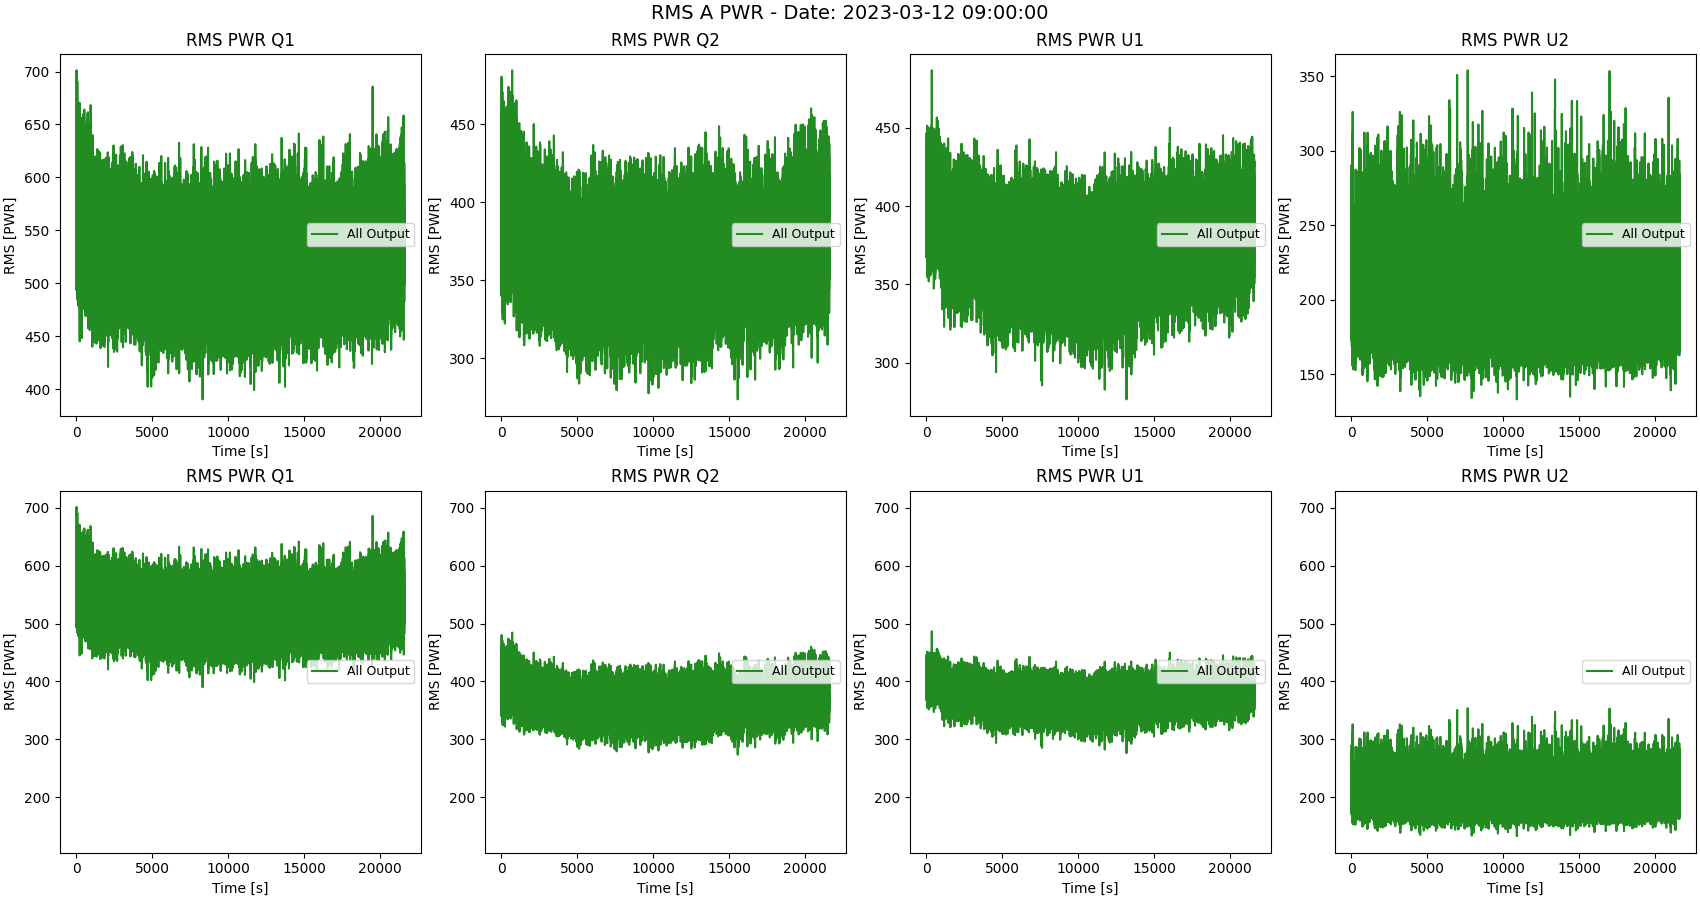 RMS A PWR - Date: 2023-03-12 09:00:00
RMS PWR Q1
RMS [PWR]
700
650
600
550
500
450
400
All Output
0 5000 10000 15000 20000
Time [s]
RMS PWR Q2
RMS [PWR]
450
400
350
300
All Output
0 5000 10000 15000 20000
Time [s]
RMS PWR U1
RMS [PWR]
450
400
350
300
All Output
0 5000 10000 15000 20000
Time [s]
RMS PWR U2
RMS [PWR]
350
300
250
200
150
All Output
0 5000 10000 15000 20000
Time [s]
RMS PWR Q1
RMS [PWR]
700
600
500
400
300
200
All Output
0 5000 10000 15000 20000
Time [s]
RMS PWR Q2
RMS [PWR]
700
600
500
400
300
200
All Output
0 5000 10000 15000 20000
Time [s]
RMS PWR U1
RMS [PWR]
700
600
500
400
300
200
All Output
0 5000 10000 15000 20000
Time [s]
RMS PWR U2
RMS [PWR]
700
600
500
400
300
200
All Output
0 5000 10000 15000 20000
Time [s]